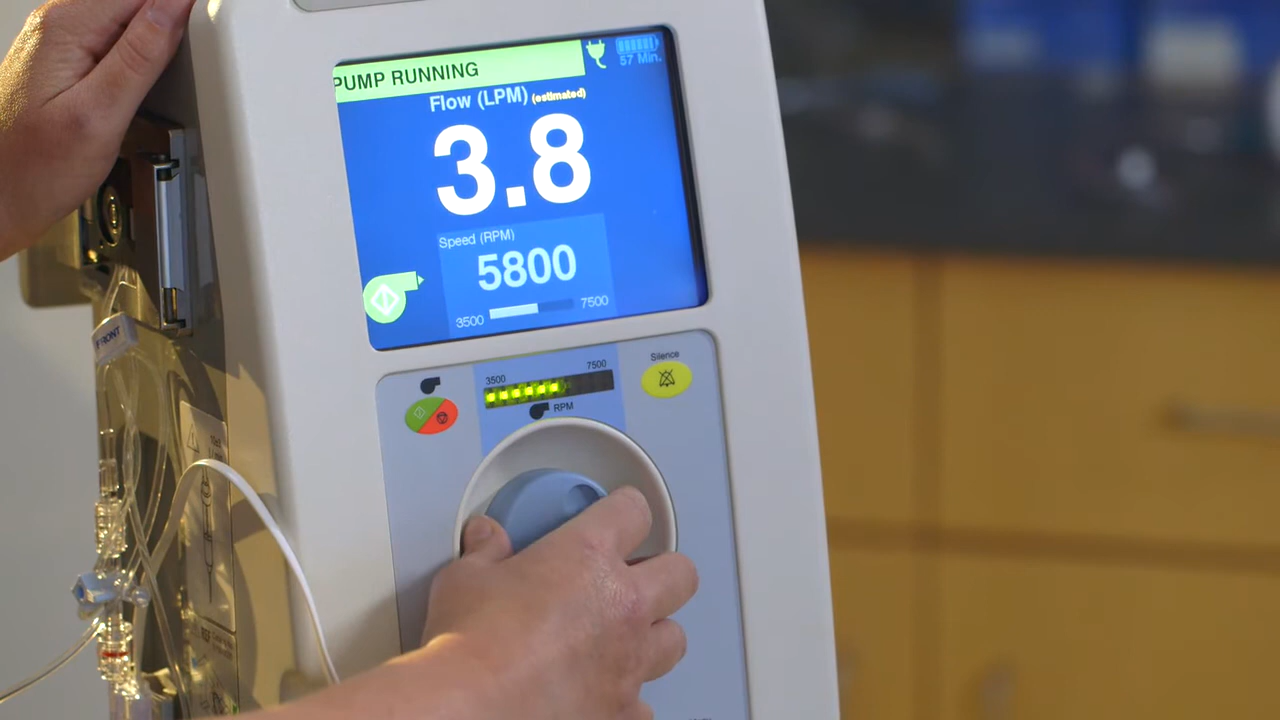 PUMP RUNNING
57 Min.
Flow (LPM) (estimated)
3.8
Speed (RPM)
5800
3500 7500
3500 7500
RPM
Silence
FRONT